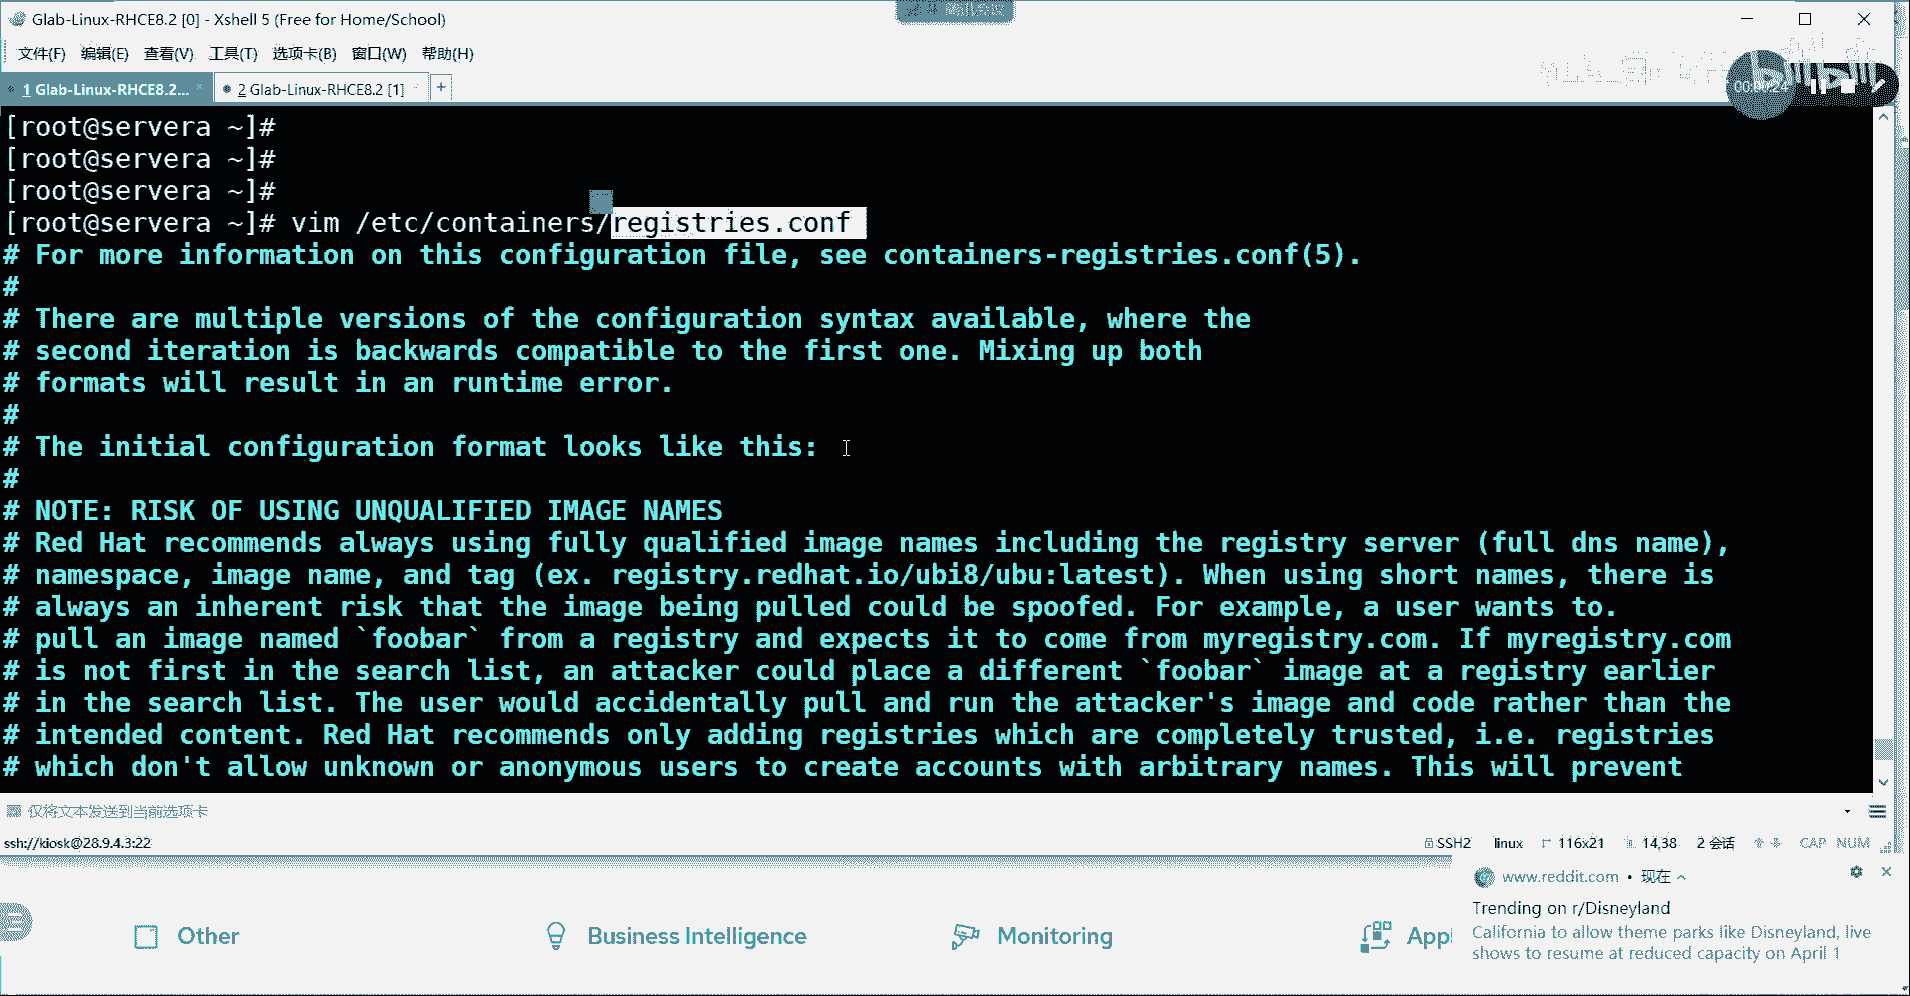 Glab-Linux-RHCE8.2 [0] - Xshell 5 (Free for Home/School)
文件(F) 编辑(E) 查看(V) 工具(T) 选项卡(B) 窗口(W) 帮助(H)
1 Glab-Linux-RHCE8.2... × 2 Glab-Linux-RHCE8.2 [1] +
00:00:24
[root@servera ~]#
[root@servera ~]#
[root@servera ~]#
[root@servera ~]# vim /etc/containers/registries.conf
# For more information on this configuration file, see containers-registries.conf(5).
#
# There are multiple versions of the configuration syntax available, where the
# second iteration is backwards compatible to the first one. Mixing up both
# formats will result in an runtime error.
#
# The initial configuration format looks like this:
#
# NOTE: RISK OF USING UNQUALIFIED IMAGE NAMES
# Red Hat recommends always using fully qualified image names including the registry server (full dns name),
# namespace, image name, and tag (ex. registry.redhat.io/ubi8/ubu:latest). When using short names, there is
# always an inherent risk that the image being pulled could be spoofed. For example, a user wants to.
# pull an image named `foobar` from a registry and expects it to come from myregistry.com. If myregistry.com
# is not first in the search list, an attacker could place a different `foobar` image at a registry earlier
# in the search list. The user would accidentally pull and run the attacker's image and code rather than the
# intended content. Red Hat recommends only adding registries which are completely trusted, i.e. registries
# which don't allow unknown or anonymous users to create accounts with arbitrary names. This will prevent
仅将文本发送到当前选项卡
ssh://kiosk@28.9.4.3:22 SSH2 linux 116x21 14,38 2 会话 CAP NUM
www.reddit.com • 现在
Trending on r/Disneyland
California to allow theme parks like Disneyland, live
shows to resume at reduced capacity on April 1
Other Business Intelligence Monitoring Appl